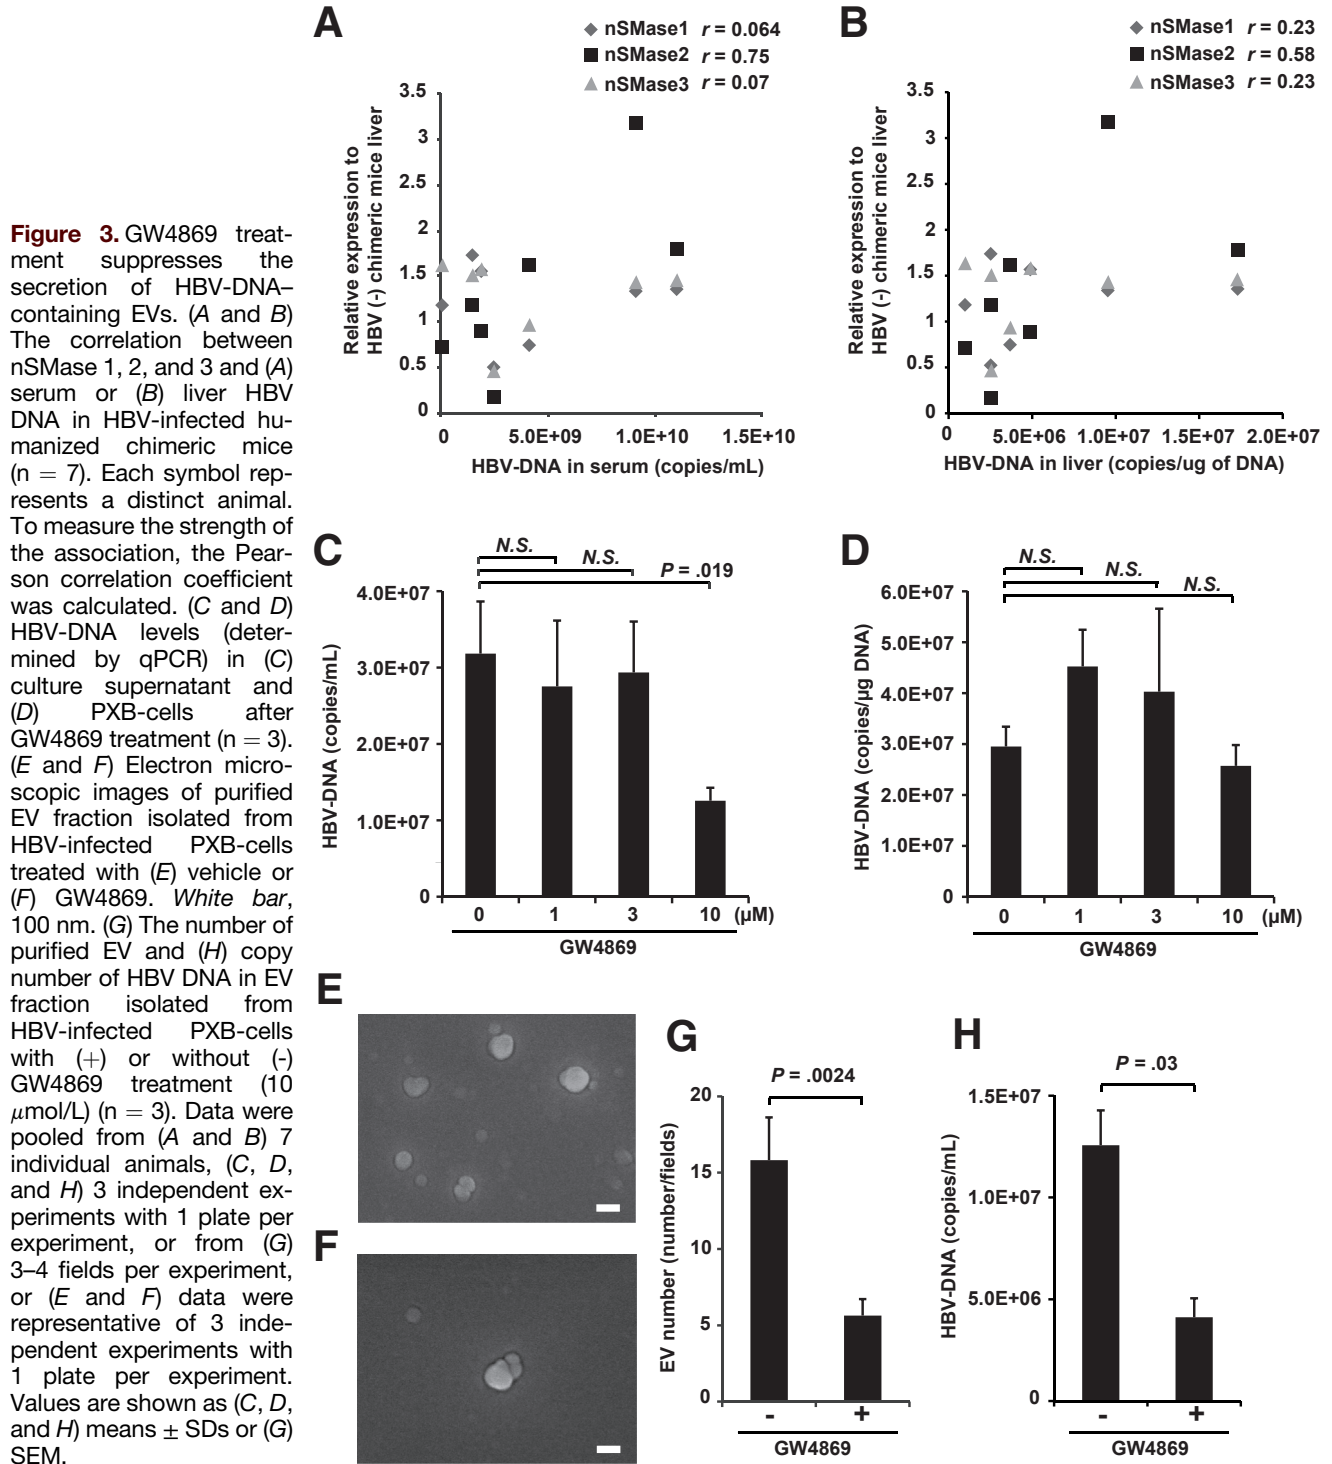 Figure 3. GW4869 treat-
ment suppresses the
secretion of HBV-DNA–
containing EVs. (A and B)
The correlation between
nSMase 1, 2, and 3 and (A)
serum or (B) liver HBV
DNA in HBV-infected hu-
manized chimeric mice
(n = 7). Each symbol rep-
resents a distinct animal.
To measure the strength of
the association, the Pear-
son correlation coefficient
was calculated. (C and D)
HBV-DNA levels (deter-
mined by qPCR) in (C)
culture supernatant and
(D) PXB-cells after
GW4869 treatment (n = 3).
(E and F) Electron micro-
scopic images of purified
EV fraction isolated from
HBV-infected PXB-cells
treated with (E) vehicle or
(F) GW4869. White bar,
100 nm. (G) The number of
purified EV and (H) copy
number of HBV DNA in EV
fraction isolated from
HBV-infected PXB-cells
with (+) or without (-)
GW4869 treatment (10
μmol/L) (n = 3). Data were
pooled from (A and B) 7
individual animals, (C, D,
and H) 3 independent ex-
periments with 1 plate per
experiment, or from (G)
3–4 fields per experiment,
or (E and F) data were
representative of 3 inde-
pendent experiments with
1 plate per experiment.
Values are shown as (C, D,
and H) means ± SDs or (G)
SEM.
A
nSMase1 r = 0.064
nSMase2 r = 0.75
nSMase3 r = 0.07
Relative expression to
HBV (-) chimeric mice liver
3.5
3
2.5
2
1.5
1
0.5
0
0 5.0E+09 1.0E+10 1.5E+10
HBV-DNA in serum (copies/mL)
B
nSMase1 r = 0.23
nSMase2 r = 0.58
nSMase3 r = 0.23
Relative expression to
HBV (-) chimeric mice liver
3.5
3
2.5
2
1.5
1
0.5
0
0 5.0E+06 1.0E+07 1.5E+07 2.0E+07
HBV-DNA in liver (copies/ug of DNA)
C
N.S.
N.S.
P = .019
HBV-DNA (copies/mL)
4.0E+07
3.0E+07
2.0E+07
1.0E+07
0
0 1 3 10 (μM)
GW4869
D
N.S.
N.S.
N.S.
HBV-DNA (copies/μg DNA)
6.0E+07
5.0E+07
4.0E+07
3.0E+07
2.0E+07
1.0E+07
0
0 1 3 10 (μM)
GW4869
E
F
G
P = .0024
EV number (number/fields)
20
15
10
5
0
- +
GW4869
H
P = .03
HBV-DNA (copies/mL)
1.5E+07
1.0E+07
5.0E+06
0
- +
GW4869